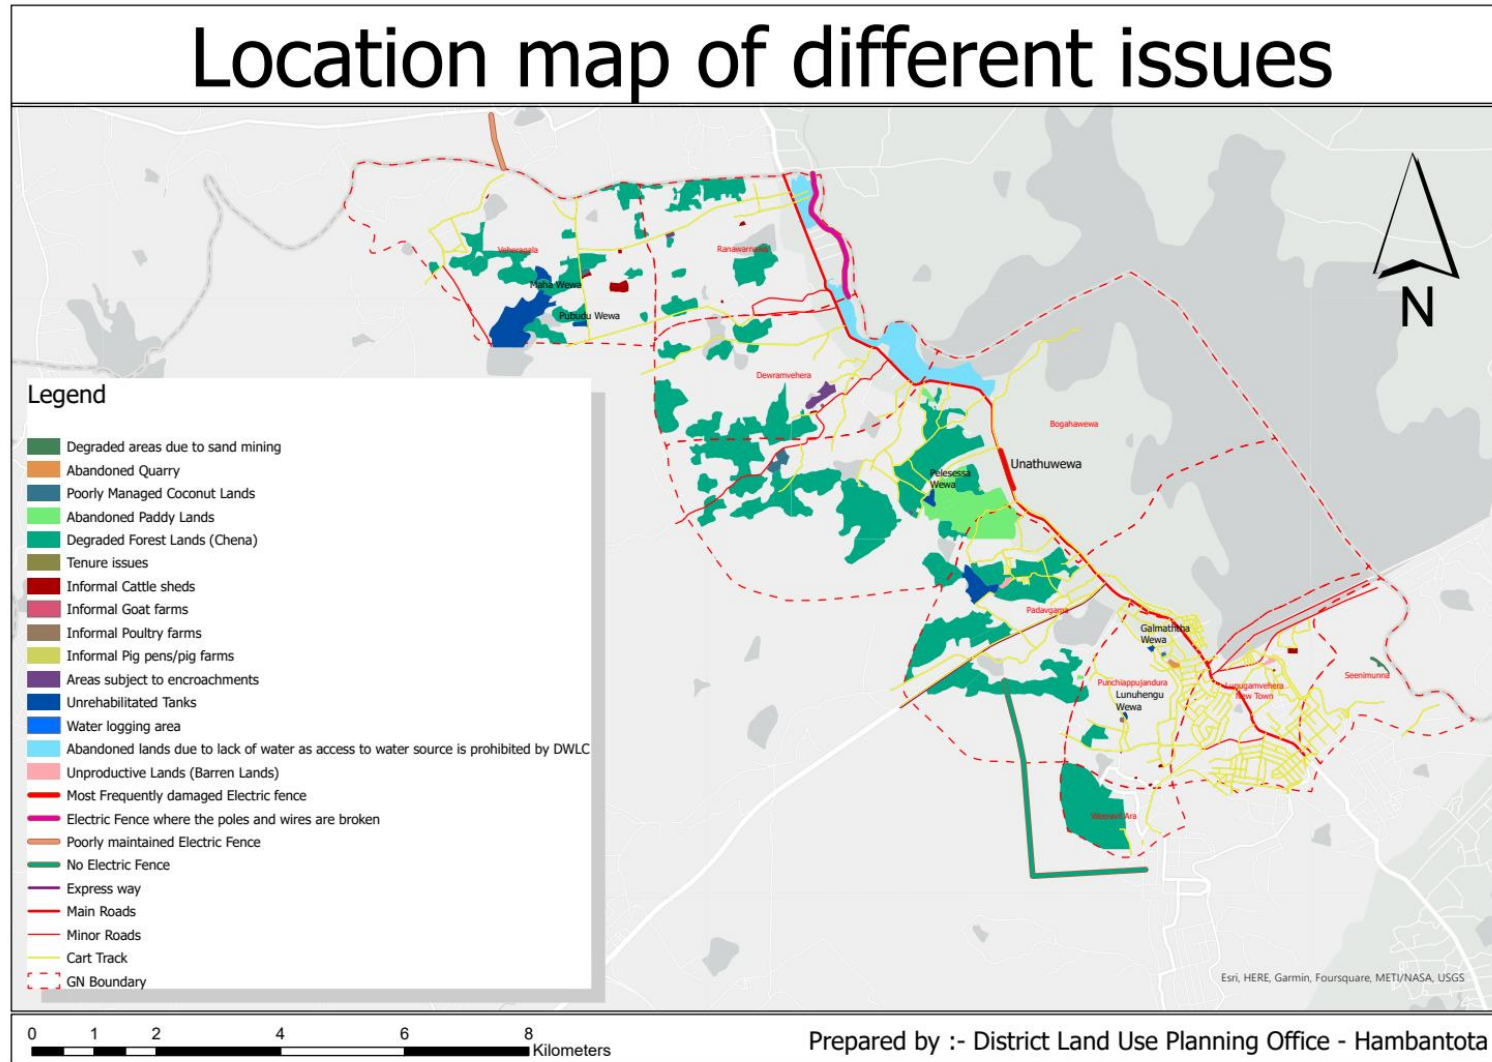 Location map of different issues
N
Veheragala
Maha Wewa
Pubudu Wewa
Dewramvehera
Bogahawewa
Unathuwewa
Pelesessa
Wewa
Padavgama
Galmaththa
Wewa
Punchiappujandura
Lunuhengu
Wewa
Lunugamvehera
New Town
Seenimunna
Weerawil Ara
Legend
Degraded areas due to sand mining
Abandoned Quarry
Poorly Managed Coconut Lands
Abandoned Paddy Lands
Degraded Forest Lands (Chena)
Tenure issues
Informal Cattle sheds
Informal Goat farms
Informal Poultry farms
Informal Pig pens/pig farms
Areas subject to encroachments
Unrehabilitated Tanks
Water logging area
Abandoned lands due to lack of water as access to water source is prohibited by DWLC
Unproductive Lands (Barren Lands)
Most Frequently damaged Electric fence
Electric Fence where the poles and wires are broken
Poorly maintained Electric Fence
No Electric Fence
Express way
Main Roads
Minor Roads
Cart Track
GN Boundary
Esri, HERE, Garmin, Foursquare, METI/NASA, USGS
0 1 2 4 6 8
Kilometers
Prepared by :- District Land Use Planning Office - Hambantota